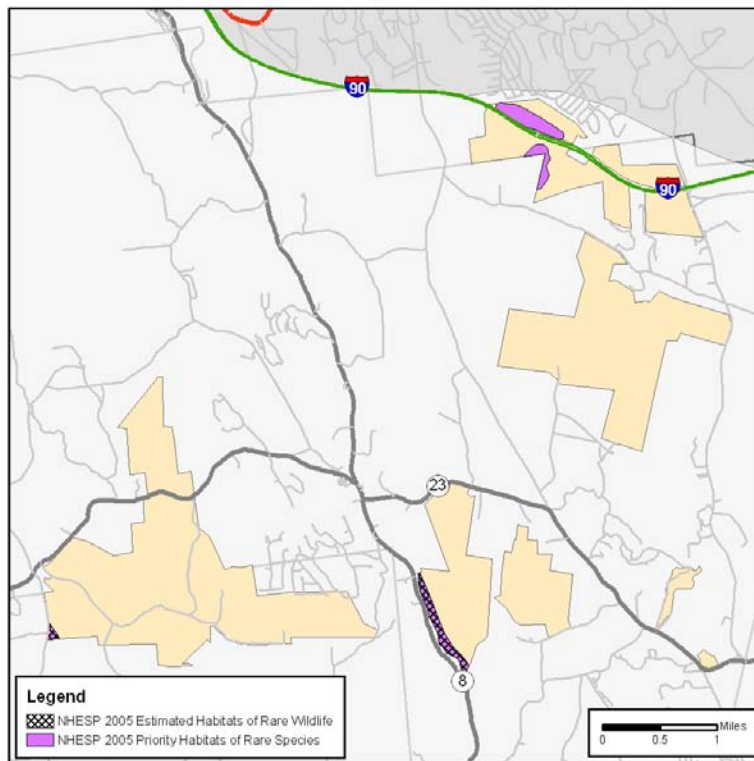 90
90
23
8
Legend
NHESP 2005 Estimated Habitats of Rare Wildlife
NHESP 2005 Priority Habitats of Rare Species
Miles
0 0.5 1